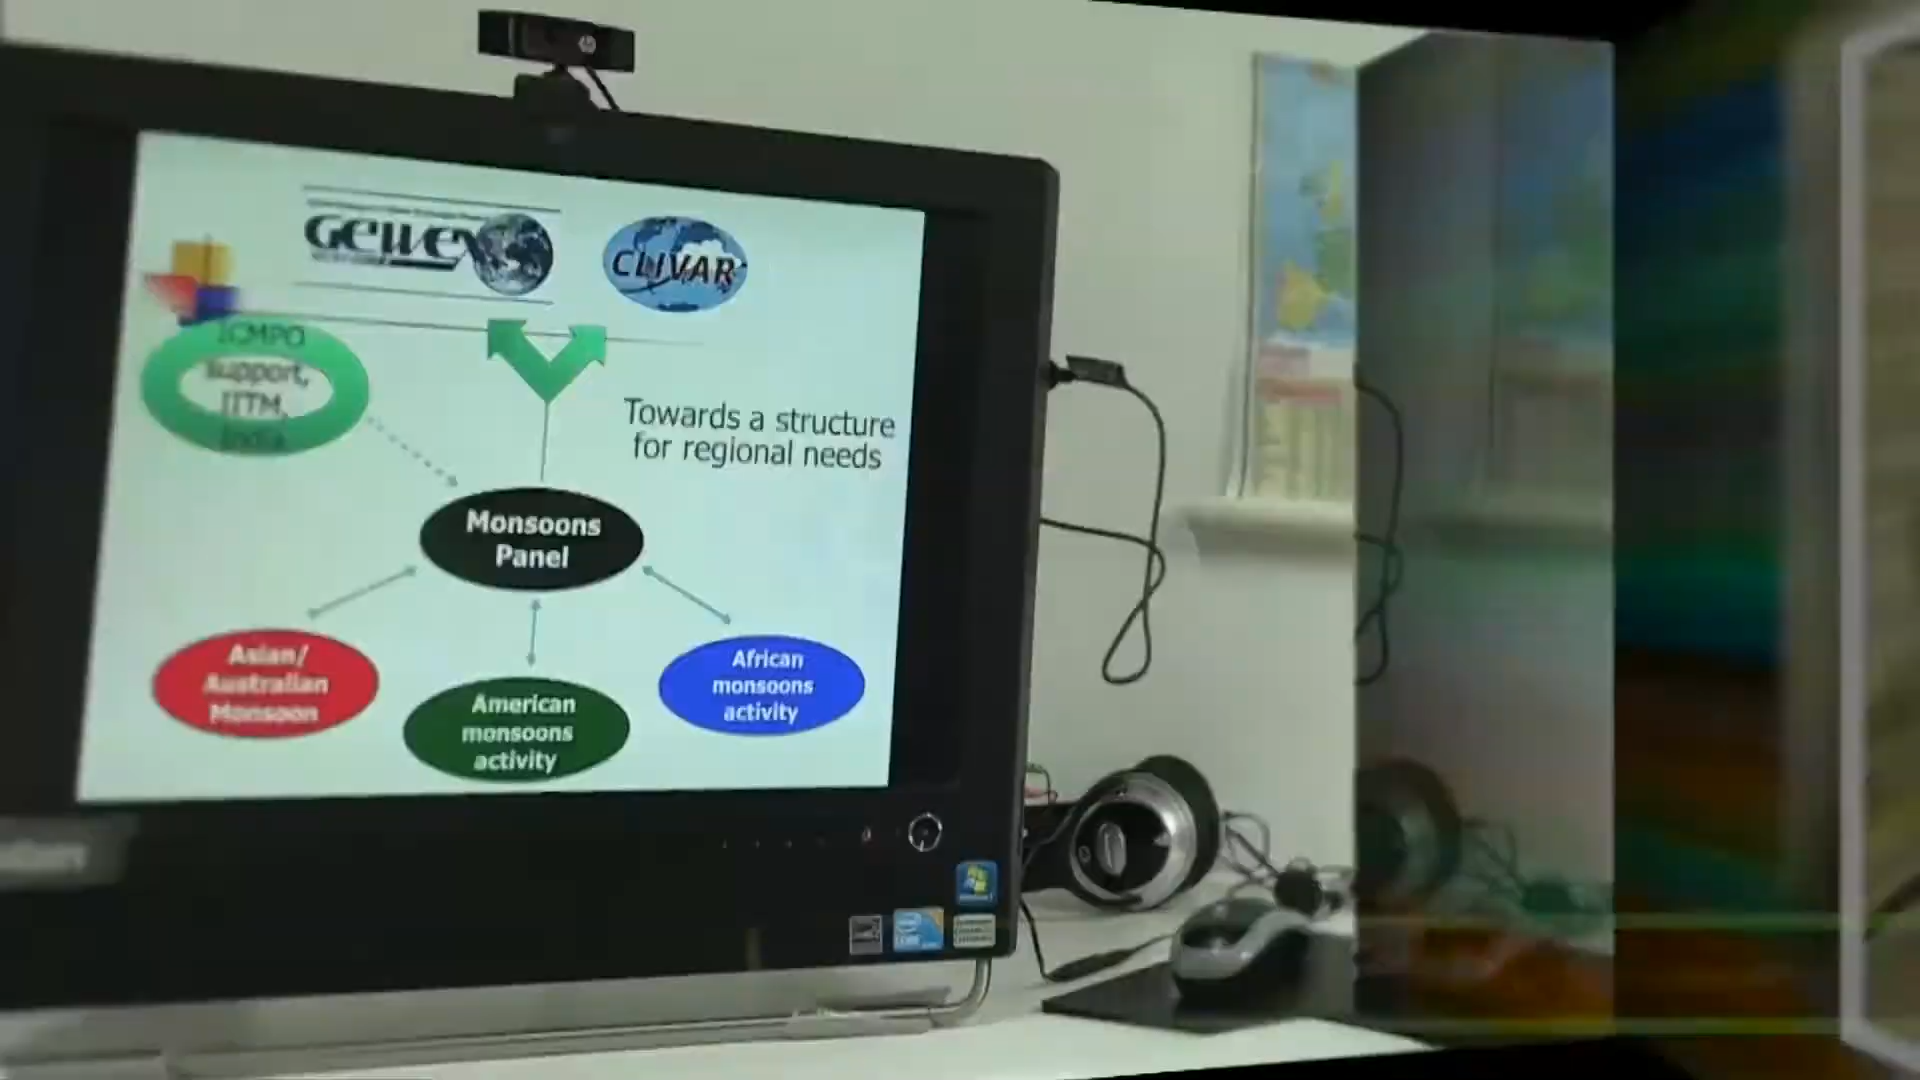 GEWEX
CLIVAR
ICMPO
support,
IITM,
India
Towards a structure
for regional needs
Monsoons
Panel
Asian/
Australian
Monsoon
American
monsoons
activity
African
monsoons
activity
hp